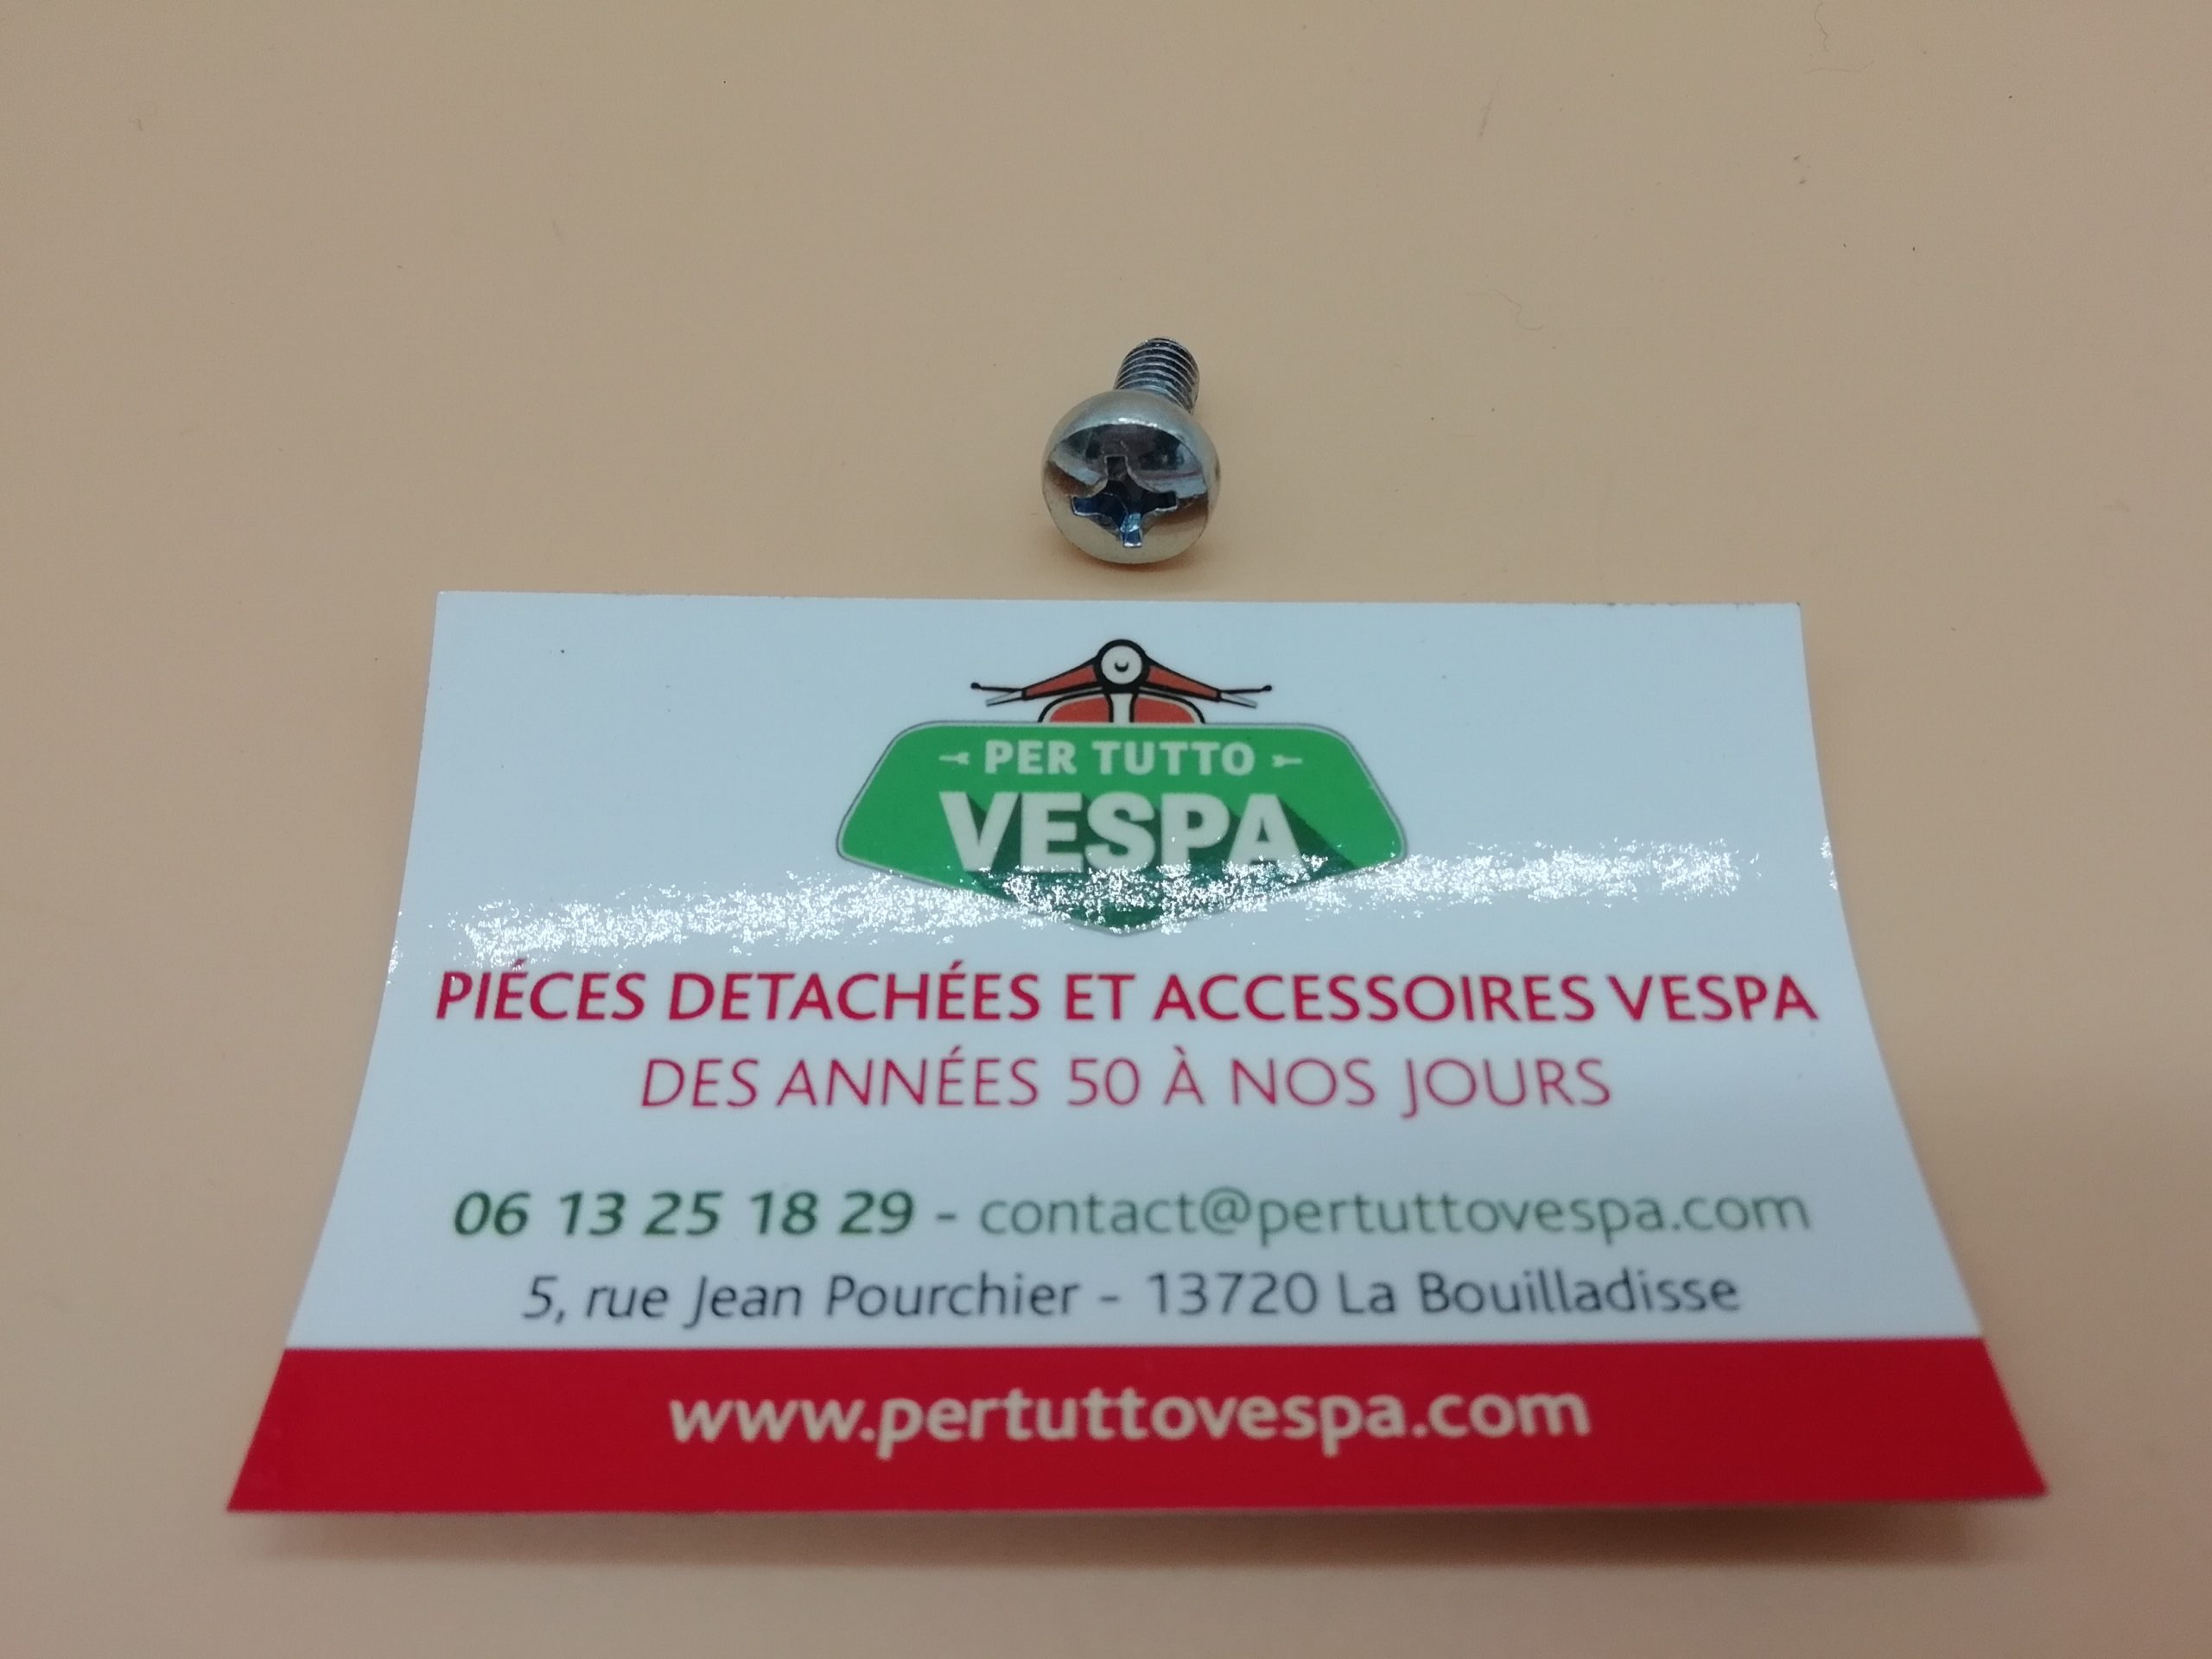 PER TUTTO
VESPA
PIÉCES DETACHÉES ET ACCESSOIRES VESPA
DES ANNÉES 50 À NOS JOURS
06 13 25 18 29 - contact@pertuttovespa.com
5, rue Jean Pourchier - 13720 La Bouilladisse
www.pertuttovespa.com